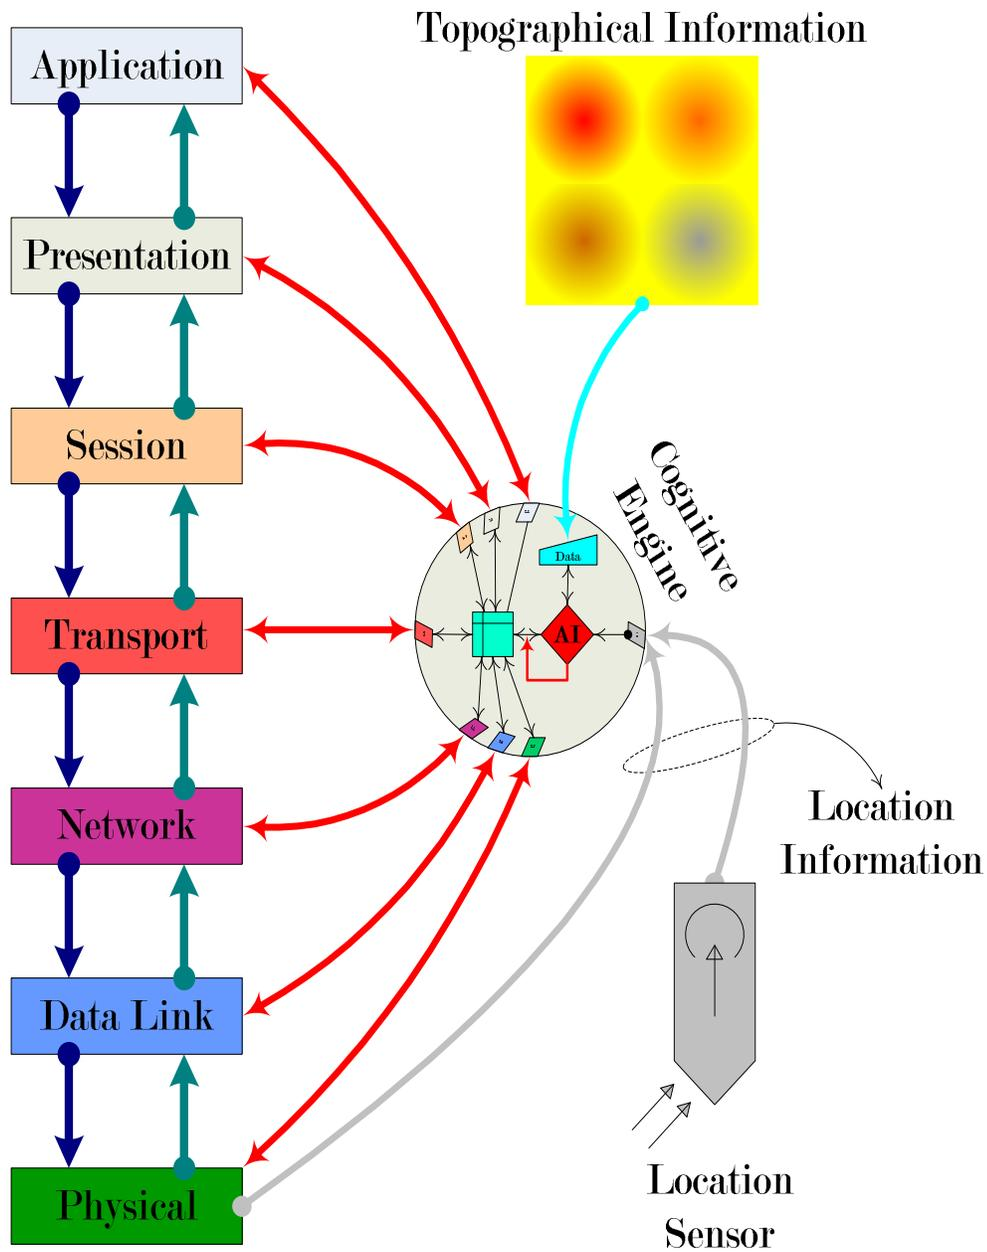 Topographical Information
Application
Presentation
Session
Cognitive
Engine
Data
Transport
AI
Network
Location
Information
Data Link
Physical
Location
Sensor